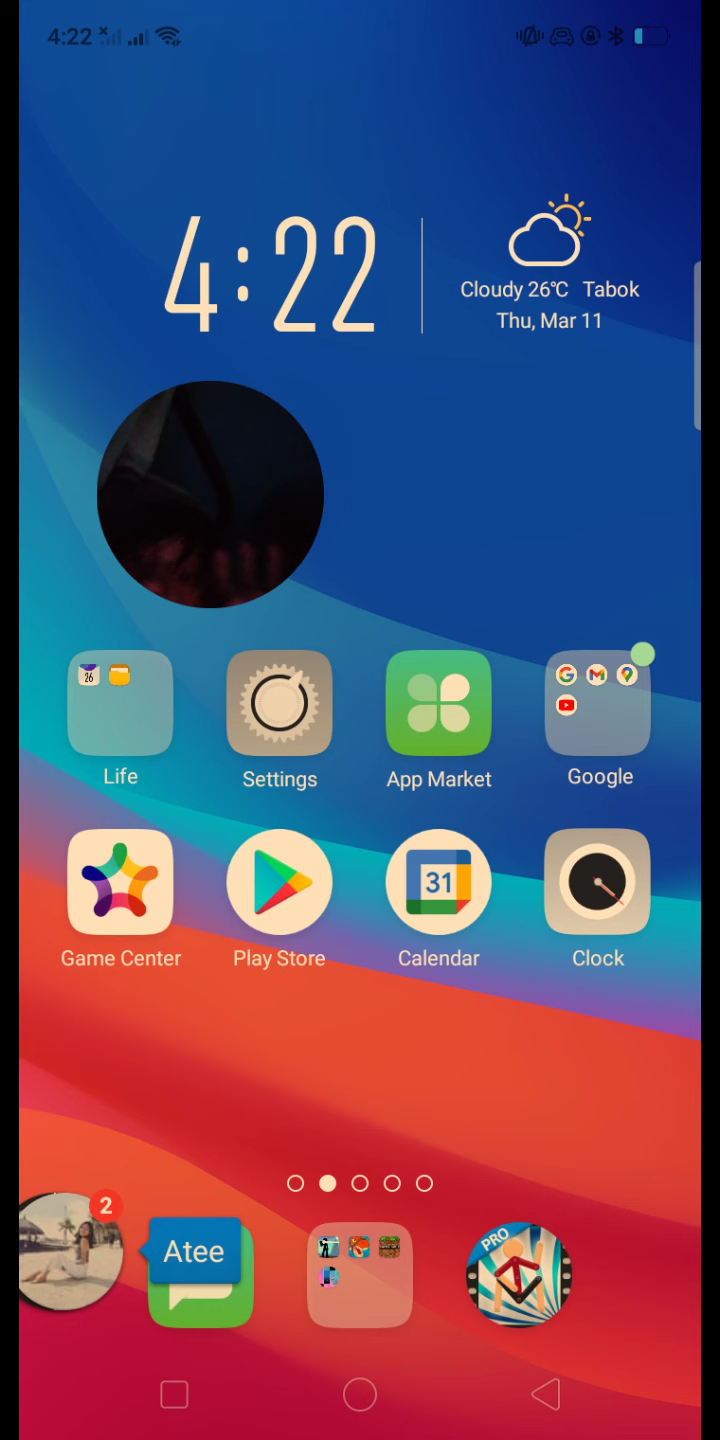 4:22
4:22
Cloudy 26℃ Tabok
Thu, Mar 11
26
Life
Settings
App Market
Google
31
Game Center
Play Store
Calendar
Clock
2
Atee
PRO